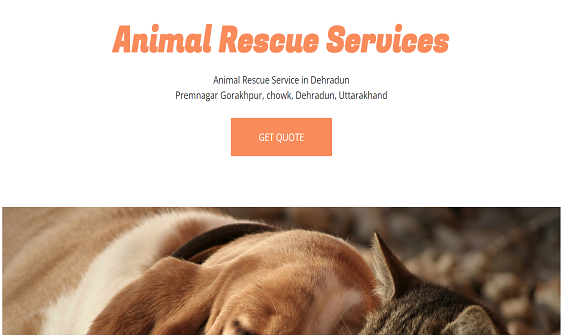 Animal Rescue Services
Animal Rescue Service in Dehradun
Premnagar Gorakhpur, chowk, Dehradun, Uttarakhand
GET QUOTE